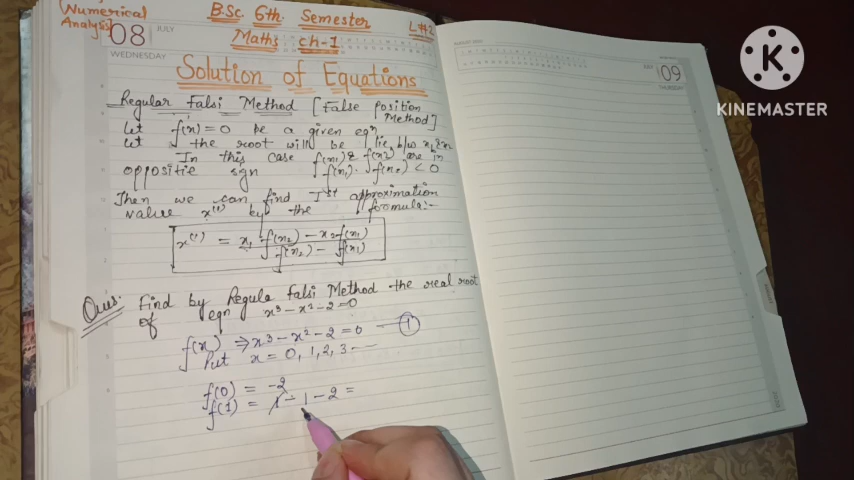 (Numerical Analysis)
BSc 6th Semester
L#2
08 JULY
WEDNESDAY
Maths ch-1
Solution of Equations
Regular Falsi Method [False position Method]
Let f(x) = 0 be a given eqn
Let the root will be lie b/w x1 & x2
In this case f(x1) & f(x2) are in
oppositie sign f(x1). f(x2) < 0
Then we can find Ist approximation
value x^(1) by the formula:-
x^(1) = x1 f(x2) - x2 f(x1) / f(x2) - f(x1)
Ques. Find by Regula Falsi Method the real root
of eqn x³-x²-2=0
f(x) ⇒ x³-x²-2=0 — ①
Put x = 0, 1, 2, 3 ---
f(0) = -2
f(1) = 1 - 1 - 2 =
09
THURSDAY
KINEMASTER